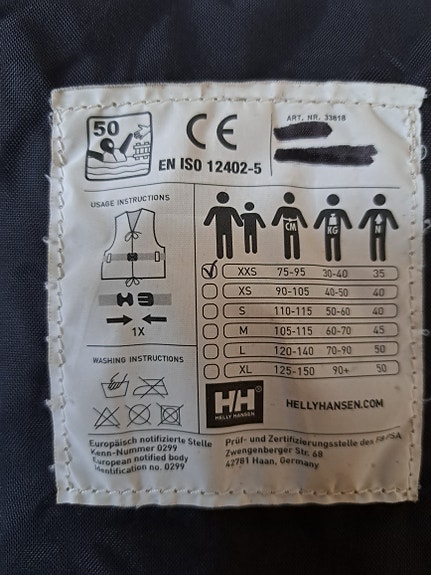 50
CE
ART. NR. 33818
EN ISO 12402-5
USAGE INSTRUCTIONS
CM
KG
N
XXS 75-95 30-40 35
XS 90-105 40-50 40
S 110-115 50-60 40
M 105-115 60-70 45
L 120-140 70-90 50
XL 125-150 90+ 50
1X
WASHING INSTRUCTIONS
HH
HELLY HANSEN
HELLYHANSEN.COM
Europäisch notifizierte Stelle
Kenn-Nummer 0299
European notified body
Identification no. 0299
Prüf- und Zertifizierungsstelle des FAPSA
Zwengenberger Str. 68
42781 Haan, Germany